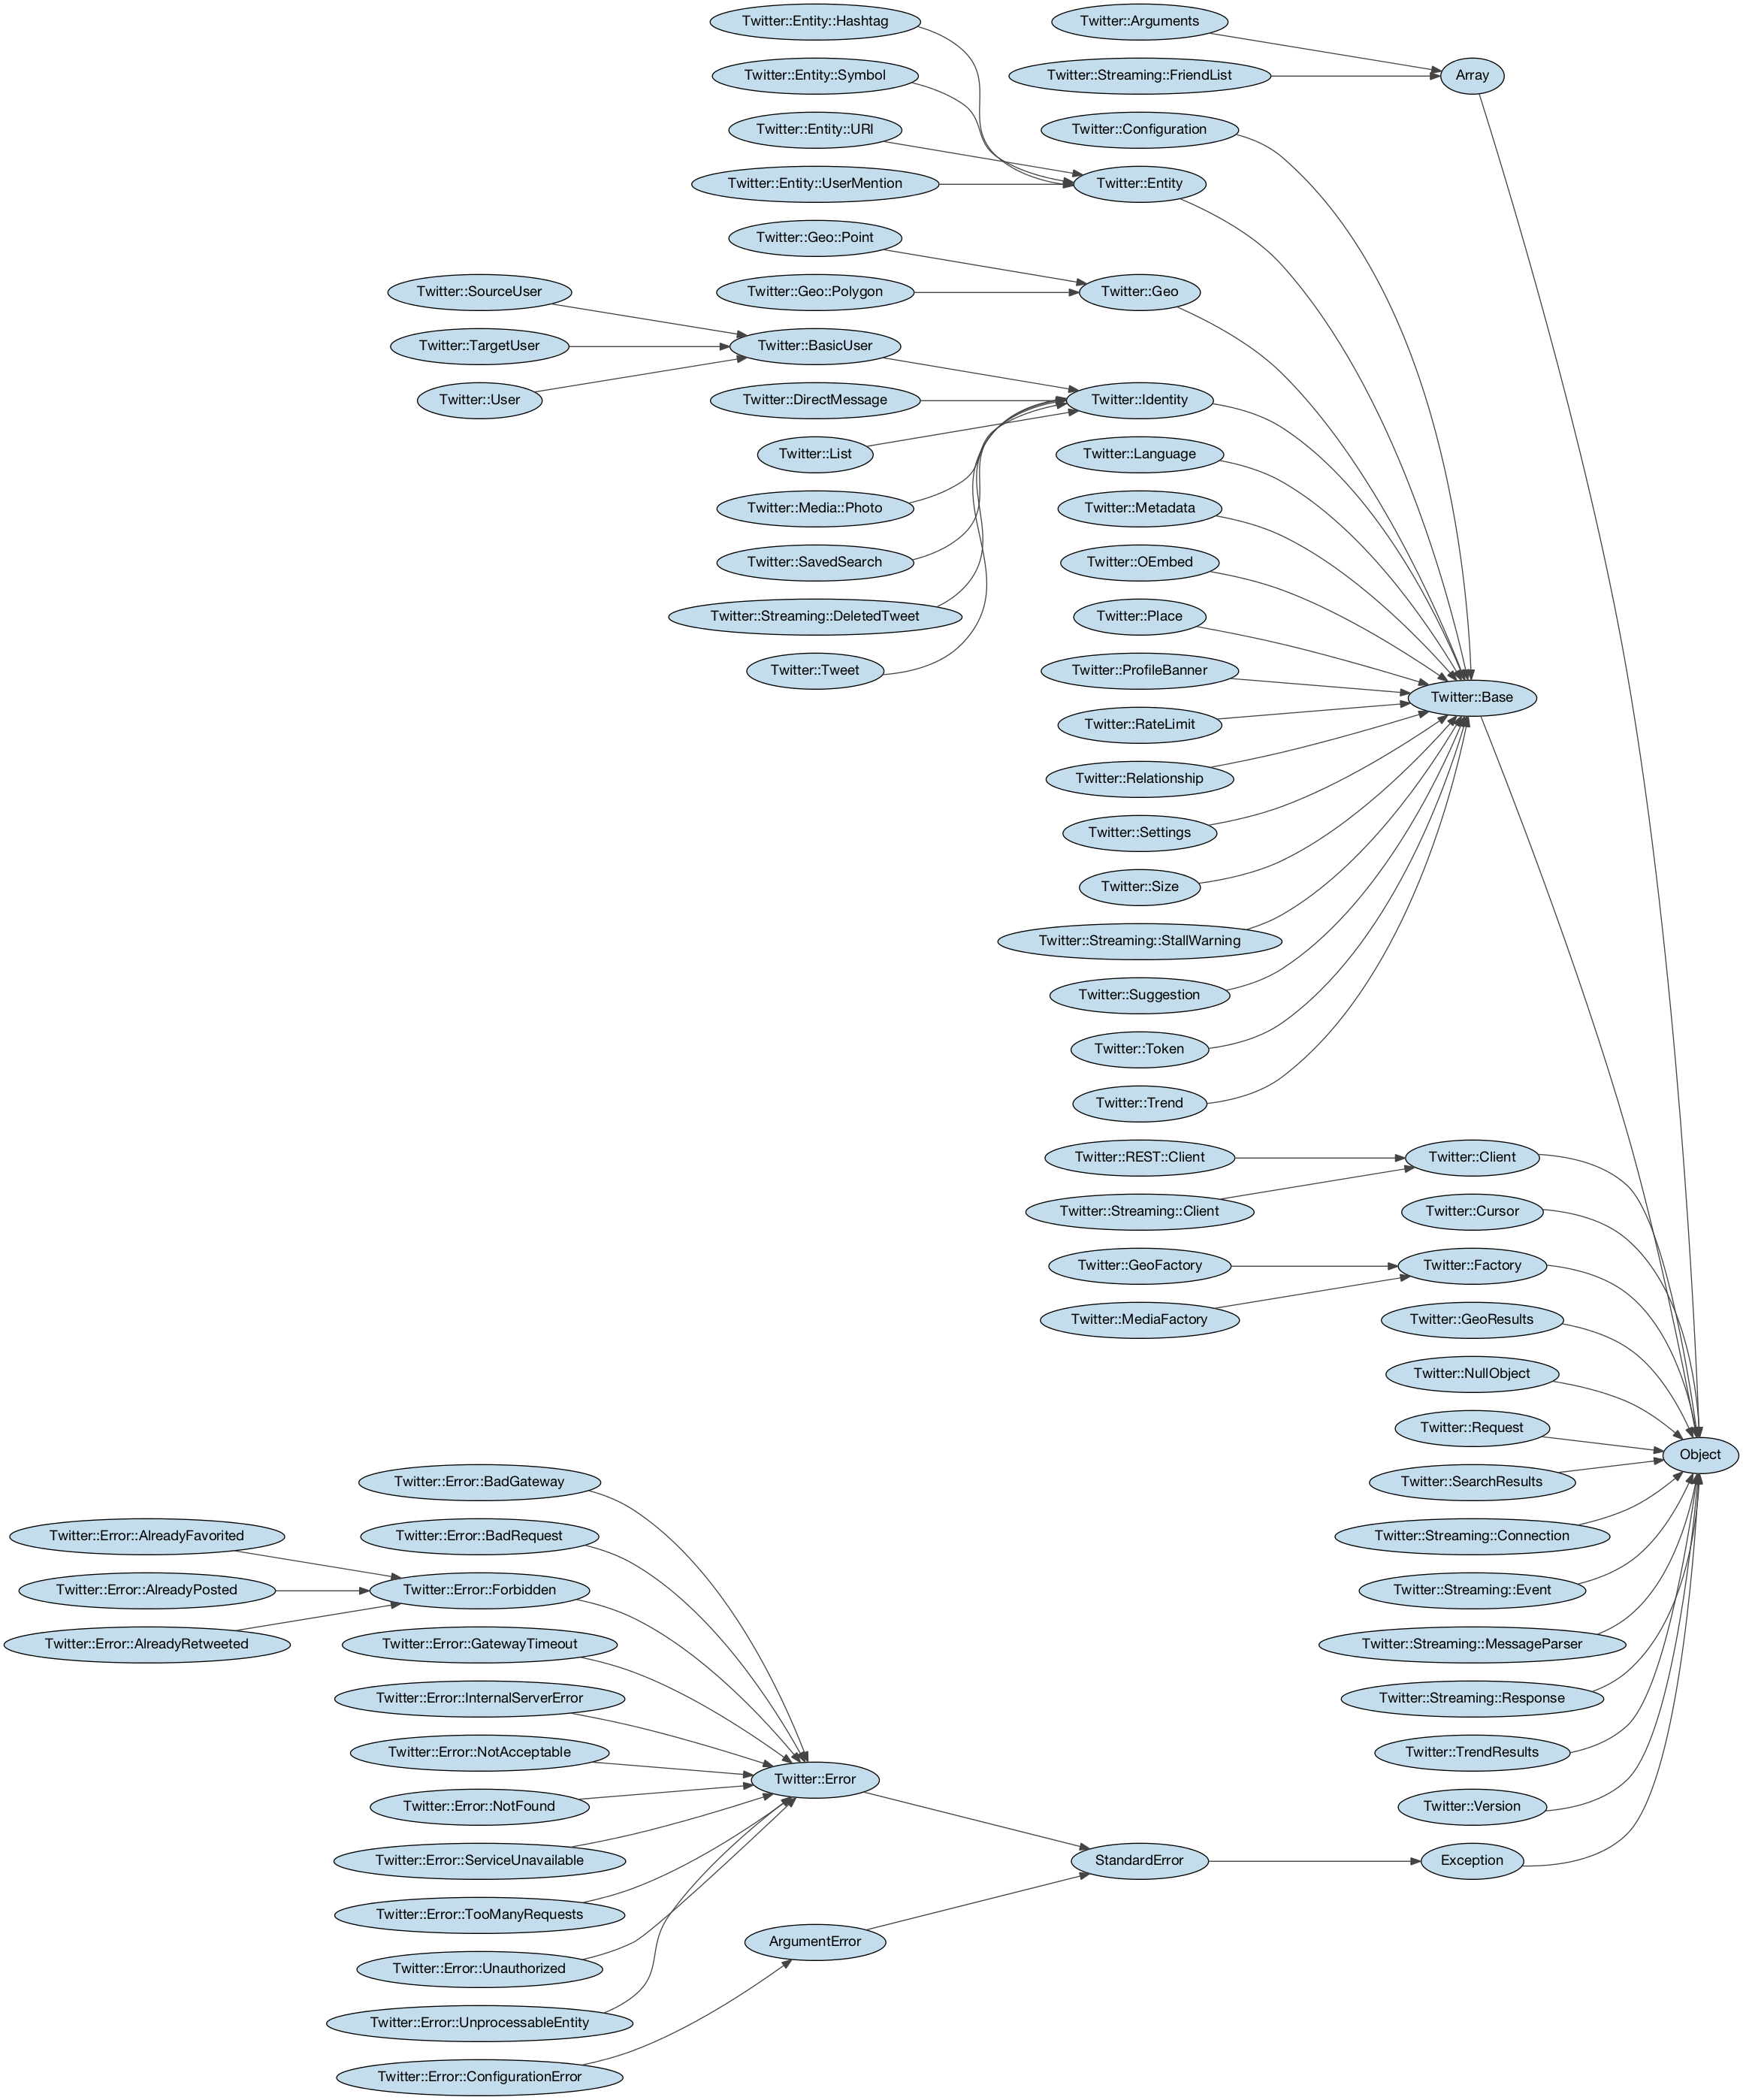 Twitter::Entity::Hashtag
Twitter::Arguments
Twitter::Entity::Symbol
Twitter::Streaming::FriendList
Array
Twitter::Entity::URI
Twitter::Configuration
Twitter::Entity::UserMention
Twitter::Entity
Twitter::Geo::Point
Twitter::SourceUser
Twitter::Geo::Polygon
Twitter::Geo
Twitter::TargetUser
Twitter::BasicUser
Twitter::User
Twitter::DirectMessage
Twitter::Identity
Twitter::List
Twitter::Language
Twitter::Media::Photo
Twitter::Metadata
Twitter::SavedSearch
Twitter::OEmbed
Twitter::Streaming::DeletedTweet
Twitter::Place
Twitter::Tweet
Twitter::ProfileBanner
Twitter::Base
Twitter::RateLimit
Twitter::Relationship
Twitter::Settings
Twitter::Size
Twitter::Streaming::StallWarning
Twitter::Suggestion
Twitter::Token
Twitter::Trend
Twitter::REST::Client
Twitter::Client
Twitter::Streaming::Client
Twitter::Cursor
Twitter::GeoFactory
Twitter::Factory
Twitter::MediaFactory
Twitter::GeoResults
Twitter::NullObject
Twitter::Request
Object
Twitter::Error::BadGateway
Twitter::SearchResults
Twitter::Error::AlreadyFavorited
Twitter::Error::BadRequest
Twitter::Streaming::Connection
Twitter::Error::AlreadyPosted
Twitter::Error::Forbidden
Twitter::Streaming::Event
Twitter::Error::AlreadyRetweeted
Twitter::Error::GatewayTimeout
Twitter::Streaming::MessageParser
Twitter::Error::InternalServerError
Twitter::Streaming::Response
Twitter::Error::NotAcceptable
Twitter::TrendResults
Twitter::Error
Twitter::Error::NotFound
Twitter::Version
Twitter::Error::ServiceUnavailable
StandardError
Exception
Twitter::Error::TooManyRequests
ArgumentError
Twitter::Error::Unauthorized
Twitter::Error::UnprocessableEntity
Twitter::Error::ConfigurationError